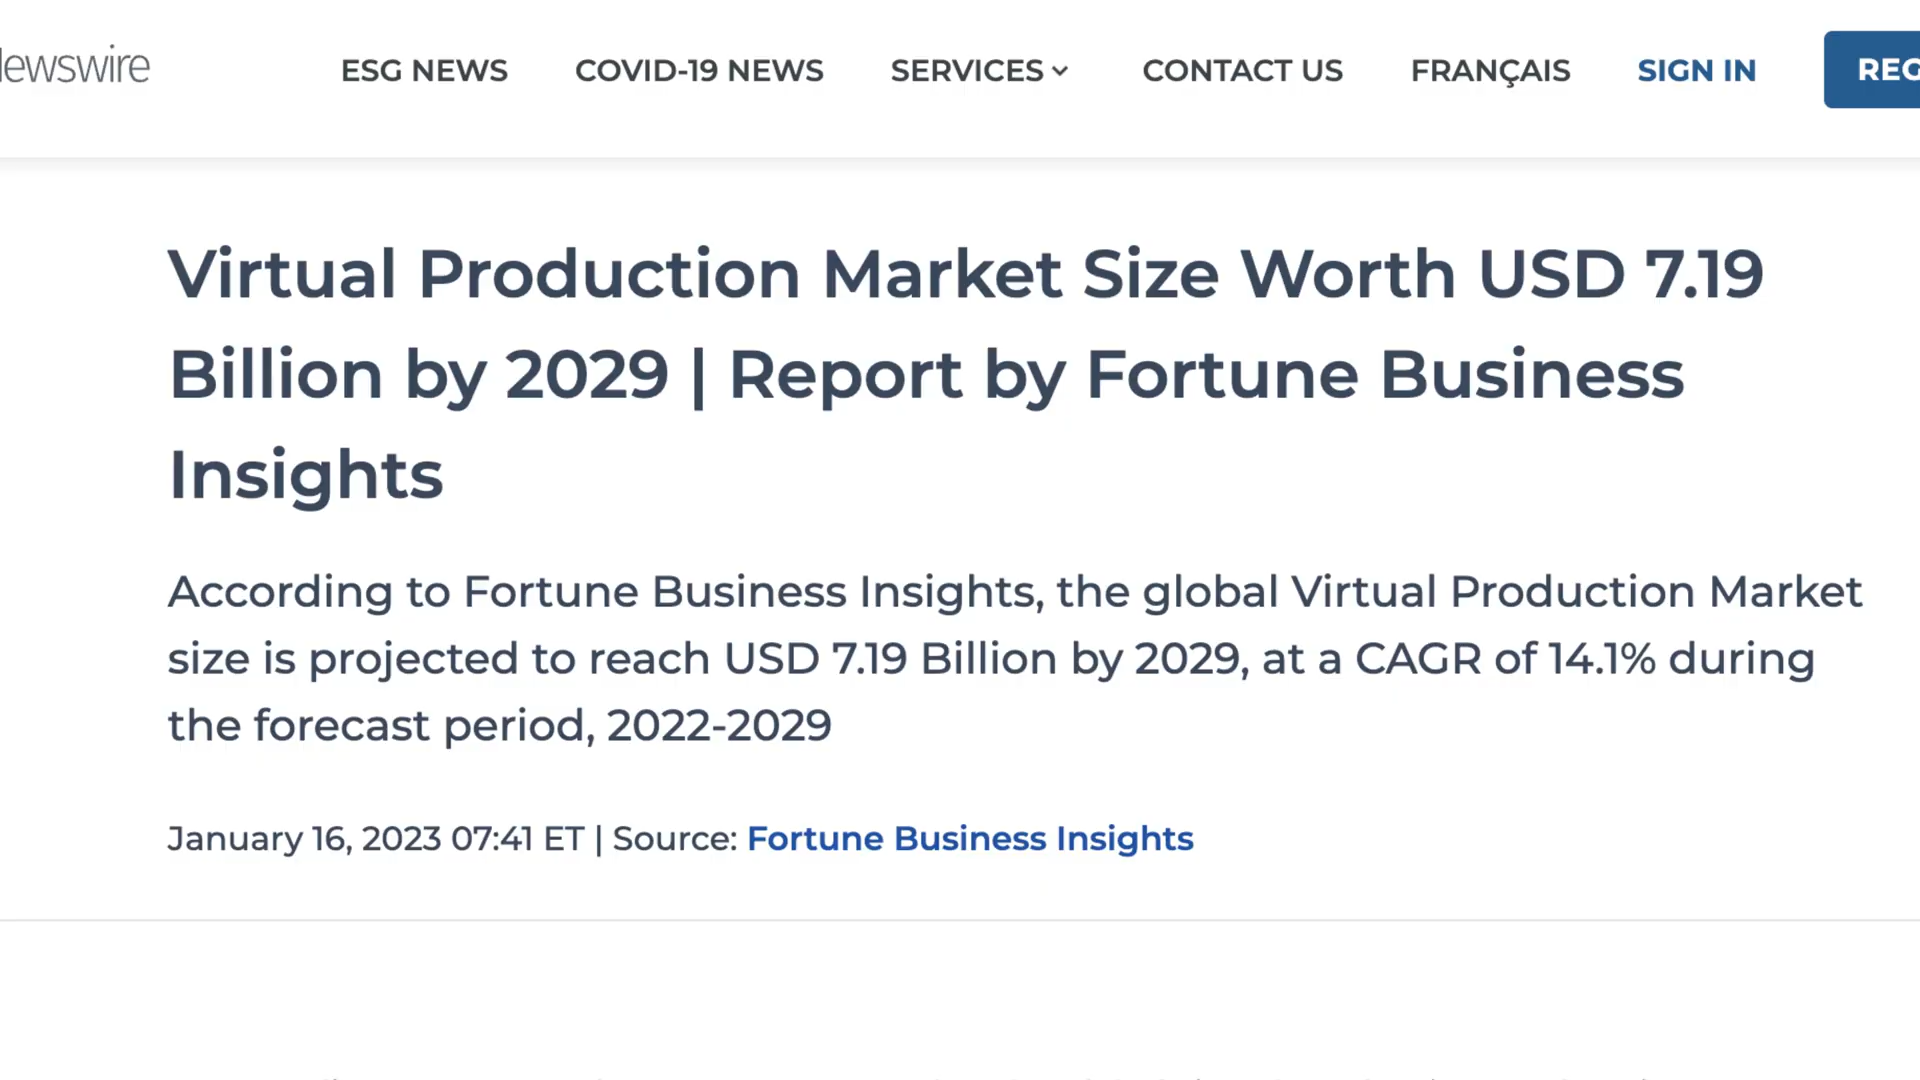 ewswire
ESG NEWS COVID-19 NEWS SERVICES CONTACT US FRANÇAIS SIGN IN REG
Virtual Production Market Size Worth USD 7.19
Billion by 2029 | Report by Fortune Business
Insights
According to Fortune Business Insights, the global Virtual Production Market
size is projected to reach USD 7.19 Billion by 2029, at a CAGR of 14.1% during
the forecast period, 2022-2029
January 16, 2023 07:41 ET | Source: Fortune Business Insights